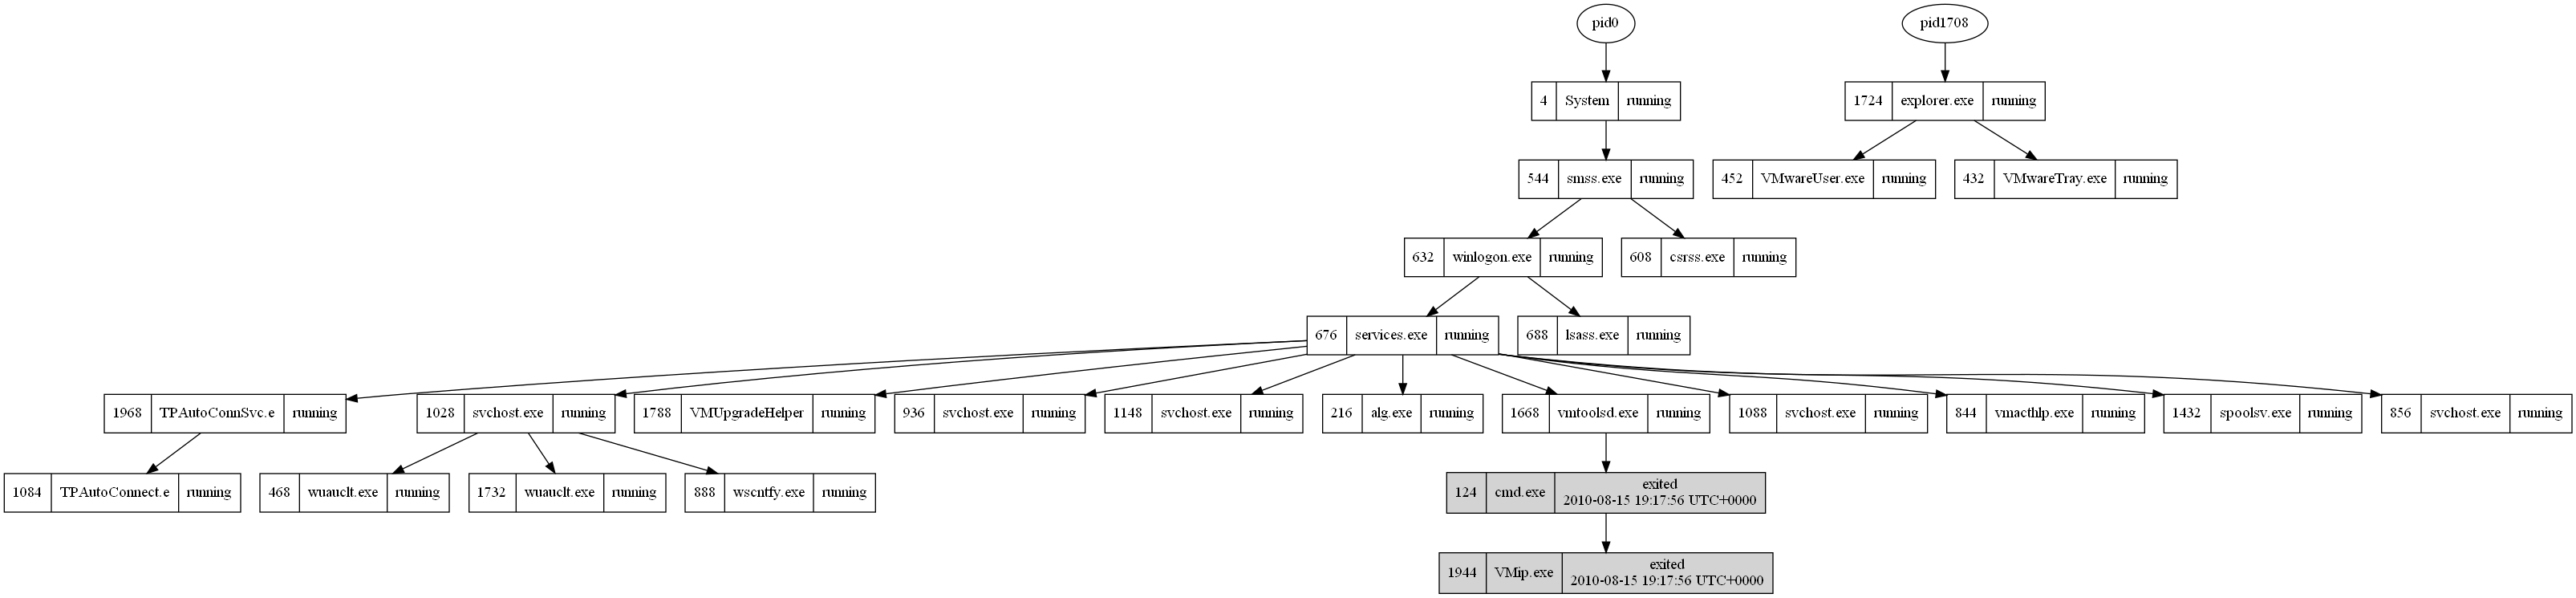 pid0
pid1708
4 System running
1724 explorer.exe running
544 smss.exe running
452 VMwareUser.exe running
432 VMwareTray.exe running
632 winlogon.exe running
608 csrss.exe running
676 services.exe running
688 lsass.exe running
1968 TPAutoConnSvc.e running
1028 svchost.exe running
1788 VMUpgradeHelper running
936 svchost.exe running
1148 svchost.exe running
216 alg.exe running
1668 vmtoolsd.exe running
1088 svchost.exe running
844 vmacthlp.exe running
1432 spoolsv.exe running
856 svchost.exe running
1084 TPAutoConnect.e running
468 wuauclt.exe running
1732 wuauclt.exe running
888 wscntfy.exe running
124 cmd.exe exited
2010-08-15 19:17:56 UTC+0000
1944 VMip.exe exited
2010-08-15 19:17:56 UTC+0000